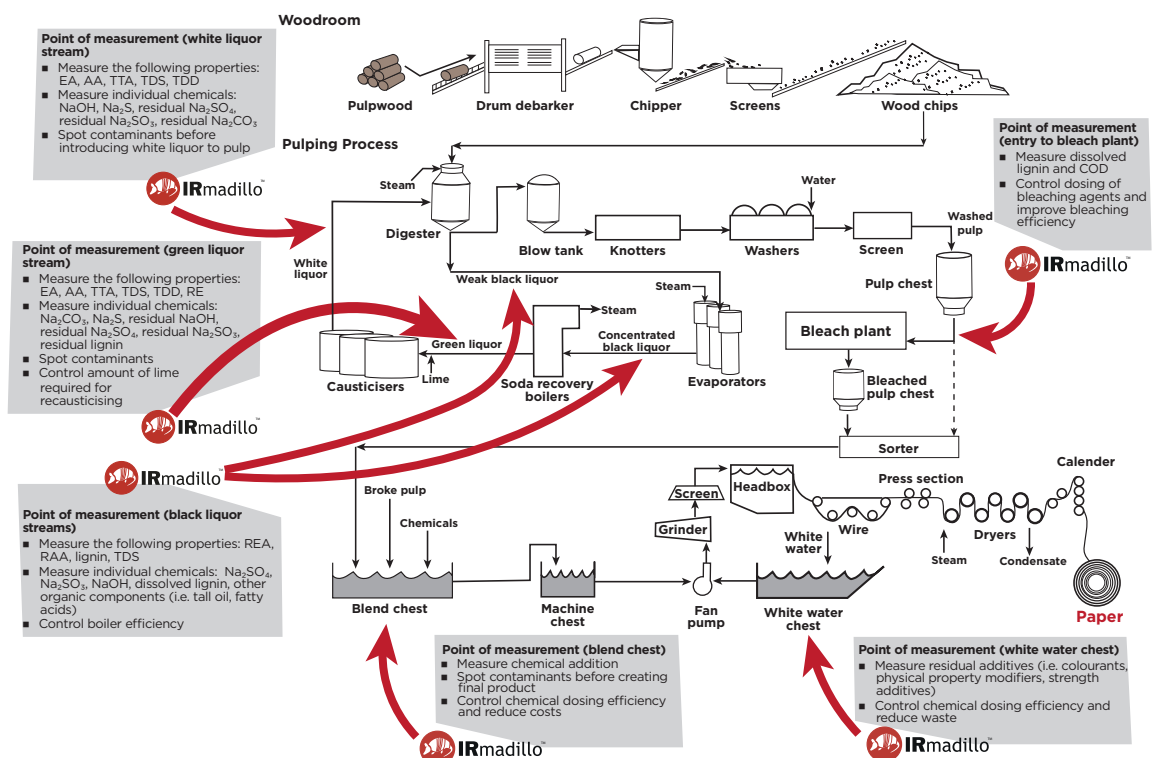 Woodroom
Pulpwood
Drum debarker
Chipper
Screens
Wood chips
Point of measurement (white liquor
stream)
■ Measure the following properties:
EA, AA, TTA, TDS, TDD
■ Measure individual chemicals:
NaOH, Na₂S, residual Na₂SO₄,
residual Na₂SO₃, residual Na₂CO₃
■ Spot contaminants before
introducing white liquor to pulp
IRmadillo™
Pulping Process
Steam
Digester
Blow tank
Knotters
Water
Washers
Screen
Washed
pulp
Pulp chest
Point of measurement
(entry to bleach plant)
■ Measure dissolved
lignin and COD
■ Control dosing of
bleaching agents and
improve bleaching
efficiency
IRmadillo™
Point of measurement (green liquor
stream)
■ Measure the following properties:
EA, AA, TTA, TDS, TDD, RE
■ Measure individual chemicals:
Na₂CO₃, Na₂S, residual NaOH,
residual Na₂SO₄, residual Na₂SO₃,
residual lignin
■ Spot contaminants
■ Control amount of lime
required for
recausticising
IRmadillo™
White
liquor
Weak black liquor
Steam
Steam
Green liquor
Concentrated
black liquor
Causticisers
Lime
Soda recovery
boilers
Evaporators
Bleach plant
Bleached
pulp chest
Sorter
IRmadillo™
Point of measurement (black liquor
streams)
■ Measure the following properties: REA,
RAA, lignin, TDS
■ Measure individual chemicals: Na₂SO₄,
Na₂SO₃, NaOH, dissolved lignin, other
organic components (i.e. tall oil, fatty
acids)
■ Control boiler efficiency
Broke pulp
Chemicals
Blend chest
Machine
chest
Fan
pump
Grinder
Screen
Headbox
White
water
White water
chest
Wire
Press section
Steam
Dryers
Condensate
Calender
Paper
Point of measurement (blend chest)
■ Measure chemical addition
■ Spot contaminants before creating
final product
■ Control chemical dosing efficiency
and reduce costs
IRmadillo™
Point of measurement (white water chest)
■ Measure residual additives (i.e. colourants,
physical property modifiers, strength
additives)
■ Control chemical dosing efficiency and
reduce waste
IRmadillo™